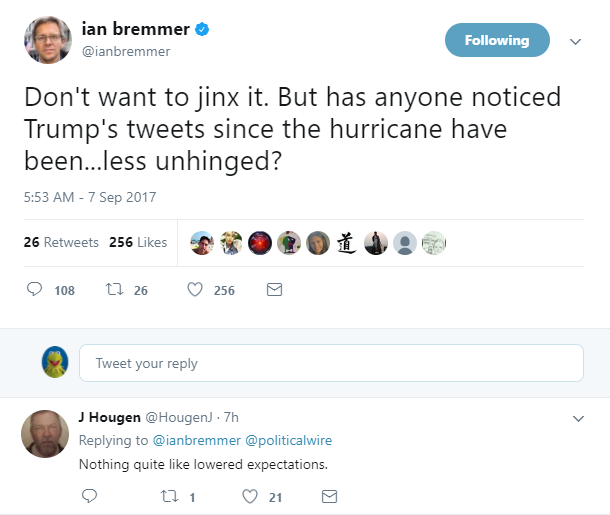 ian bremmer
@ianbremmer
Following
Don't want to jinx it. But has anyone noticed
Trump's tweets since the hurricane have
been...less unhinged?
5:53 AM - 7 Sep 2017
26 Retweets 256 Likes
道
108 26 256
Tweet your reply
J Hougen @HougenJ · 7h
Replying to @ianbremmer @politicalwire
Nothing quite like lowered expectations.
1 21